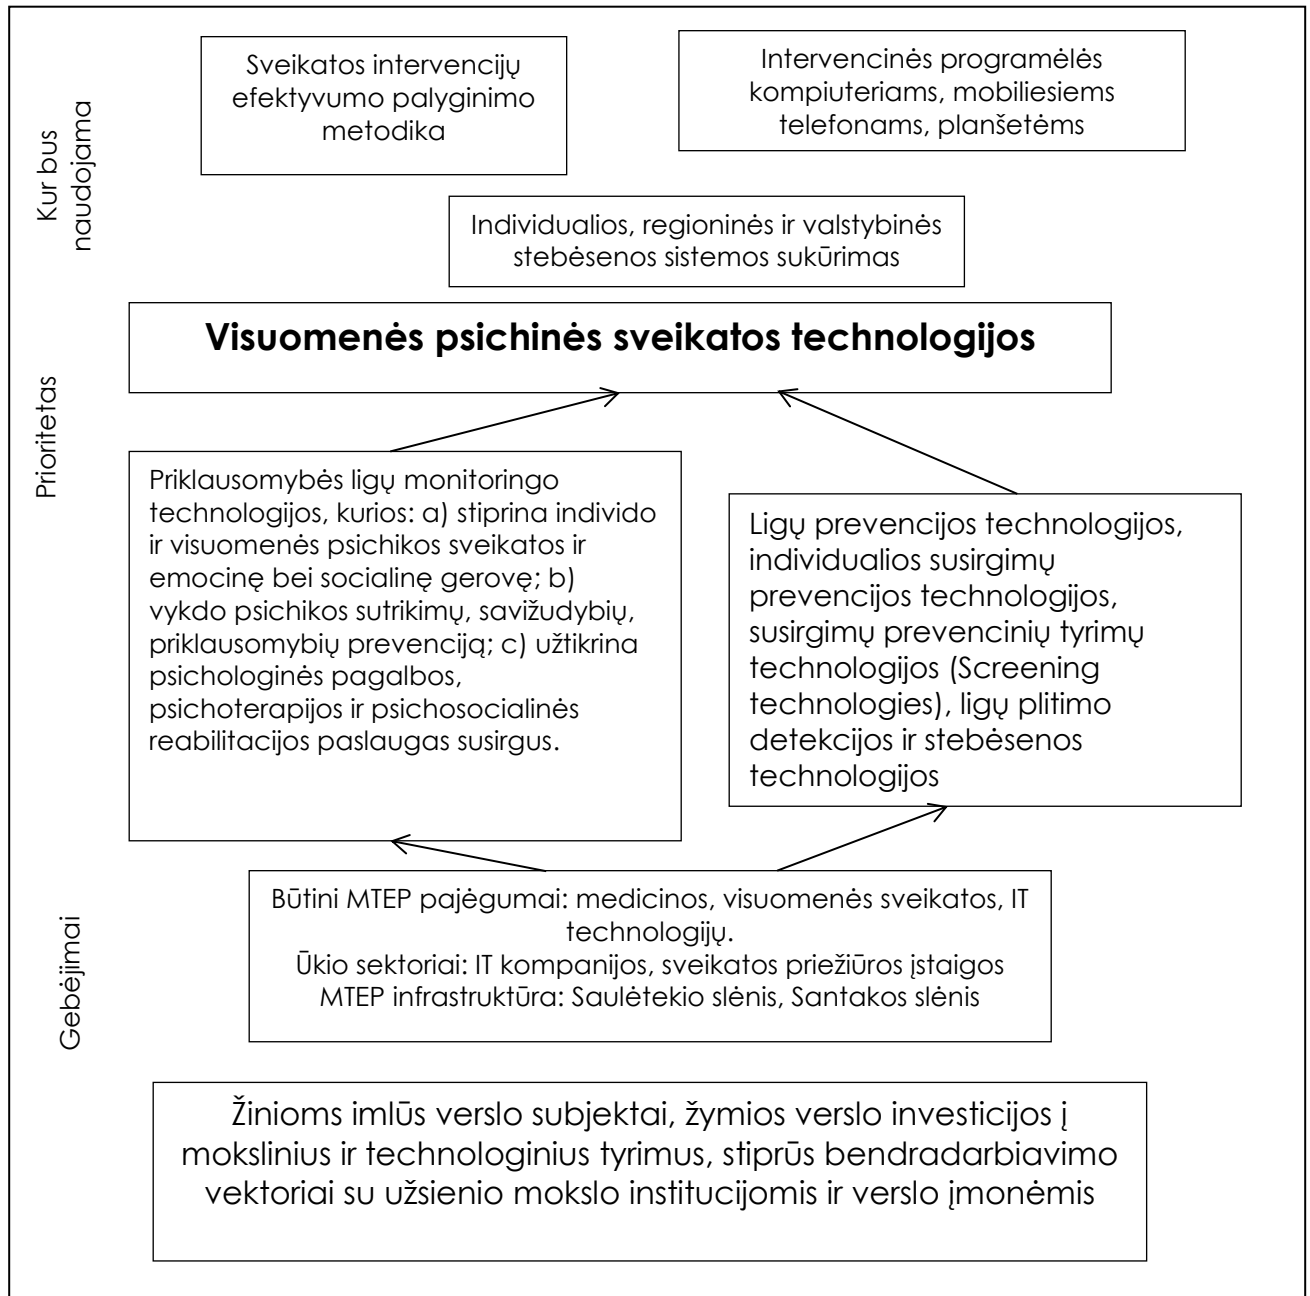 Kur bus
naudojama
Sveikatos intervencijų
efektyvumo palyginimo
metodika
Intervencinės programėlės
kompiuteriams, mobiliesiems
telefonams, planšetėms
Individualios, regioninės ir valstybinės
stebėsenos sistemos sukūrimas
Prioritetas
Visuomenės psichinės sveikatos technologijos
Priklausomybės ligų monitoringo
technologijos, kurios: a) stiprina individo
ir visuomenės psichikos sveikatos ir
emocinę bei socialinę gerovę; b)
vykdo psichikos sutrikimų, savižudybių,
priklausomybių prevenciją; c) užtikrina
psichologinės pagalbos,
psichoterapijos ir psichosocialinės
reabilitacijos paslaugas susirgus.
Ligų prevencijos technologijos,
individualios susirgimų
prevencijos technologijos,
susirgimų prevencinių tyrimų
technologijos (Screening
technologies), ligų plitimo
detekcijos ir stebėsenos
technologijos
Gebėjimai
Būtini MTEP pajėgumai: medicinos, visuomenės sveikatos, IT
technologijų.
Ūkio sektoriai: IT kompanijos, sveikatos priežiūros įstaigos
MTEP infrastruktūra: Saulėtekio slėnis, Santakos slėnis
Žinioms imlūs verslo subjektai, žymios verslo investicijos į
mokslinius ir technologinius tyrimus, stiprūs bendradarbiavimo
vektoriai su užsienio mokslo institucijomis ir verslo įmonėmis